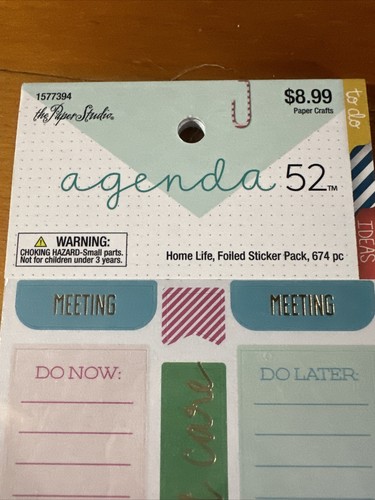 1577394
the Paper Studio®
$8.99
Paper Crafts
to do
agenda 52™
IDEAS
WARNING:
CHOKING HAZARD-Small parts.
Not for children under 3 years.
Home Life, Foiled Sticker Pack, 674 pc
MEETING
MEETING
DO NOW:
care
DO LATER: